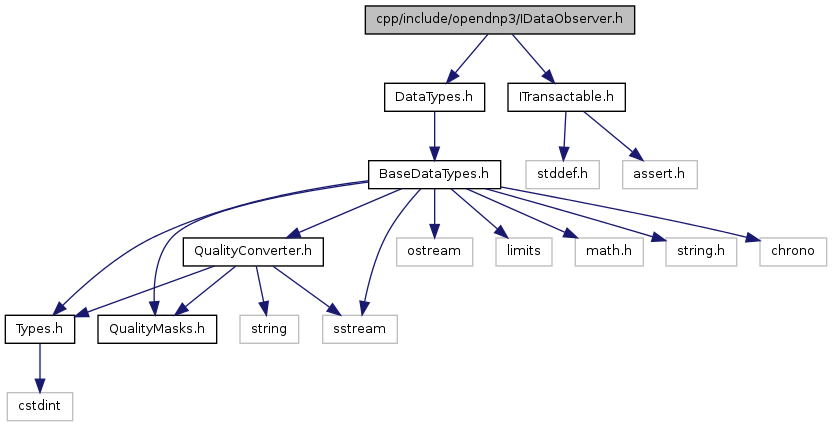 cpp/include/opendnp3/IDataObserver.h
DataTypes.h
ITransactable.h
BaseDataTypes.h
stddef.h
assert.h
QualityConverter.h
ostream
limits
math.h
string.h
chrono
Types.h
QualityMasks.h
string
sstream
cstdint